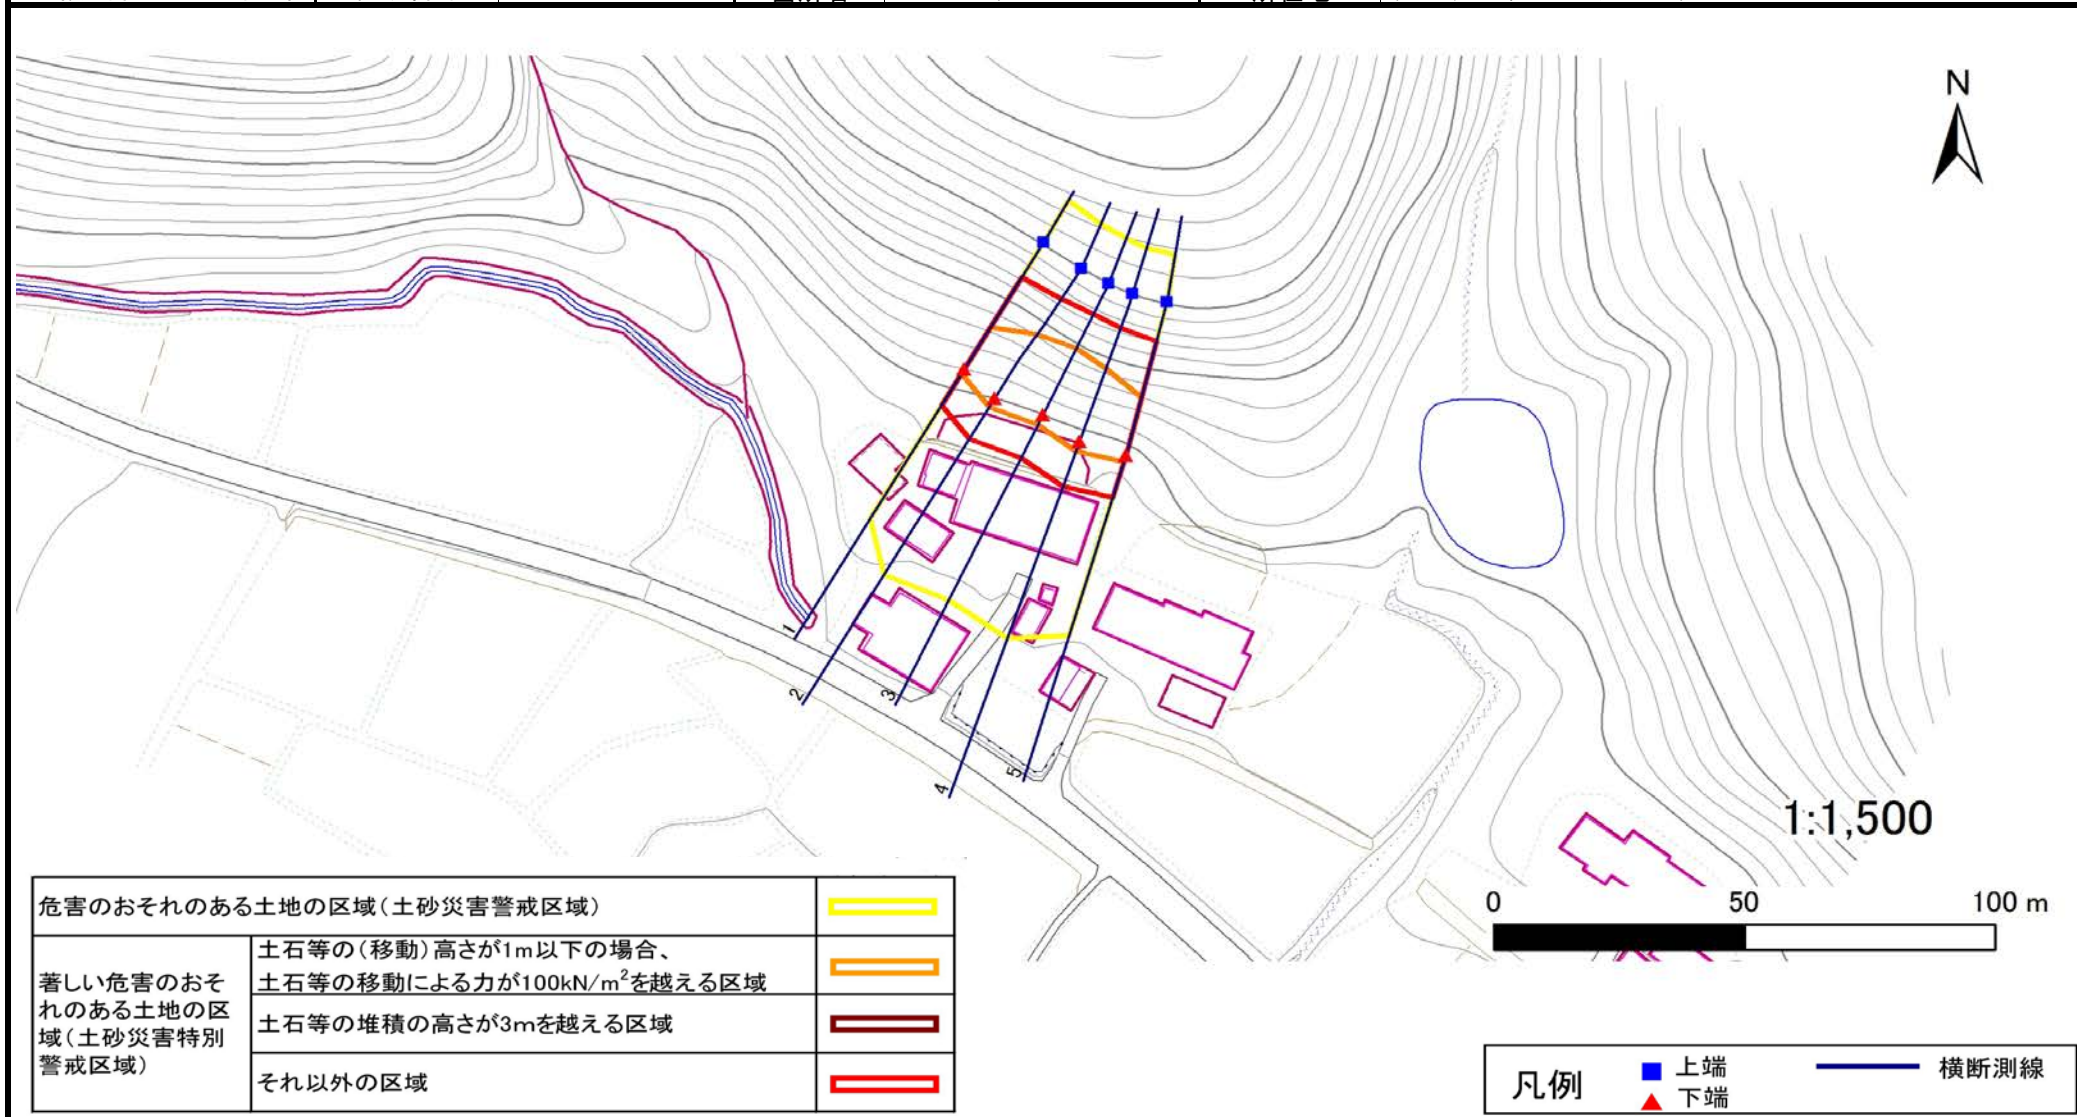 N
1
2
3
4
5
1:1,500
0 50 100 m
危害のおそれのある土地の区域(土砂災害警戒区域)
著しい危害のおそ
れのある土地の区
域(土砂災害特別
警戒区域)
土石等の(移動)高さが1m以下の場合、
土石等の移動による力が100kN/m²を越える区域
土石等の堆積の高さが3mを越える区域
それ以外の区域
凡例
上端
下端
横断測線